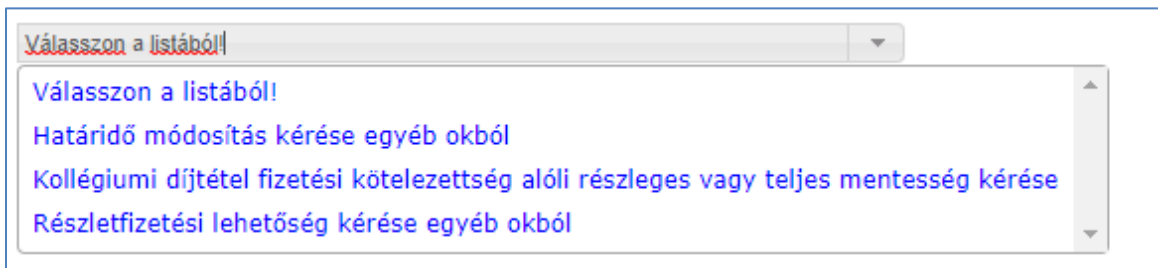 Válasszon a listából!
Válasszon a listából!
Határidő módosítás kérése egyéb okból
Kollégiumi díjtétel fizetési kötelezettség alóli részleges vagy teljes mentesség kérése
Részletfizetési lehetőség kérése egyéb okból